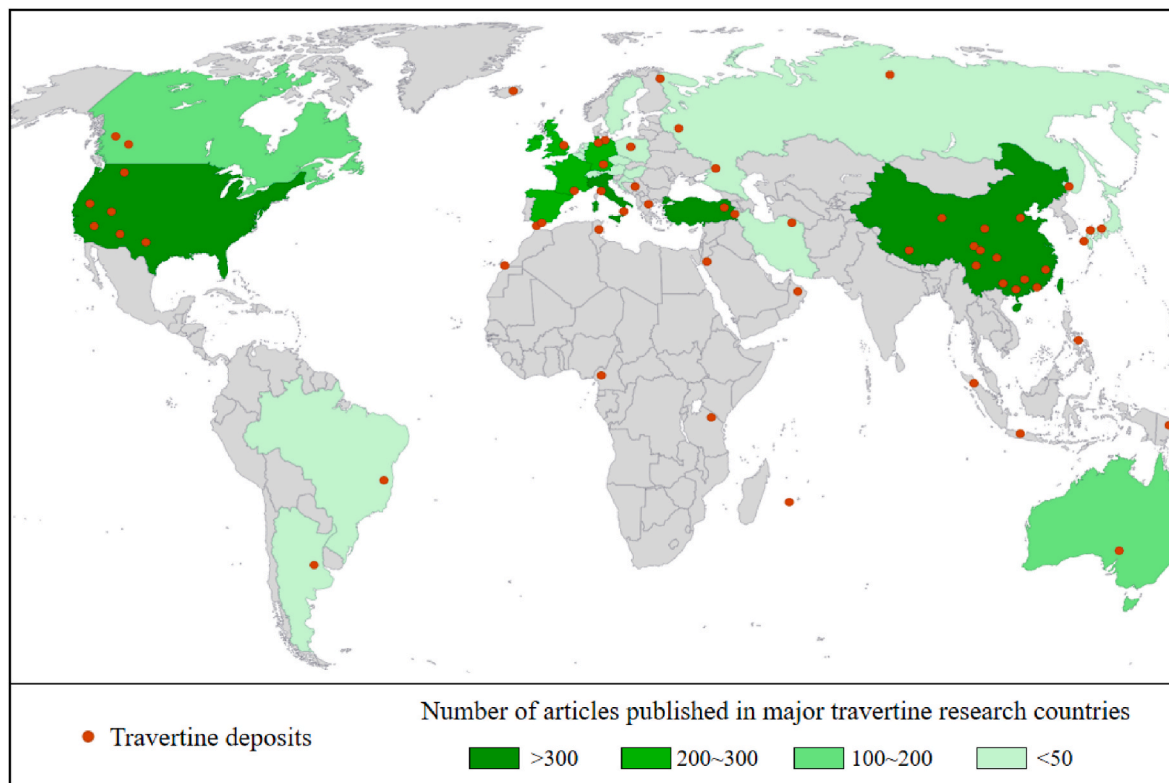 Number of articles published in major travertine research countries
Travertine deposits
>300 200~300 100~200 <50